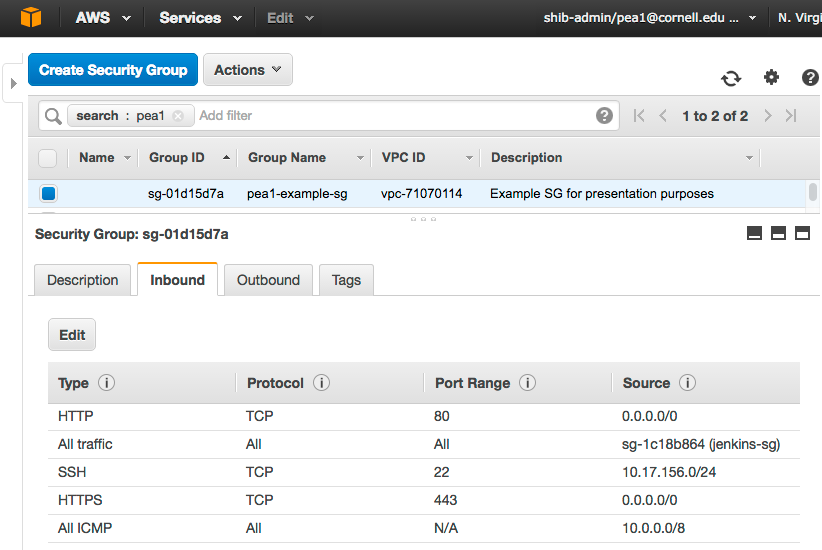 AWS Services Edit shib-admin/pea1@cornell.edu ... N. Virgi
Create Security Group Actions
search : pea1 Add filter 1 to 2 of 2
Name Group ID Group Name VPC ID Description
sg-01d15d7a pea1-example-sg vpc-71070114 Example SG for presentation purposes
Security Group: sg-01d15d7a
Description Inbound Outbound Tags
Edit
Type Protocol Port Range Source
HTTP TCP 80 0.0.0.0/0
All traffic All All sg-1c18b864 (jenkins-sg)
SSH TCP 22 10.17.156.0/24
HTTPS TCP 443 0.0.0.0/0
All ICMP All N/A 10.0.0.0/8